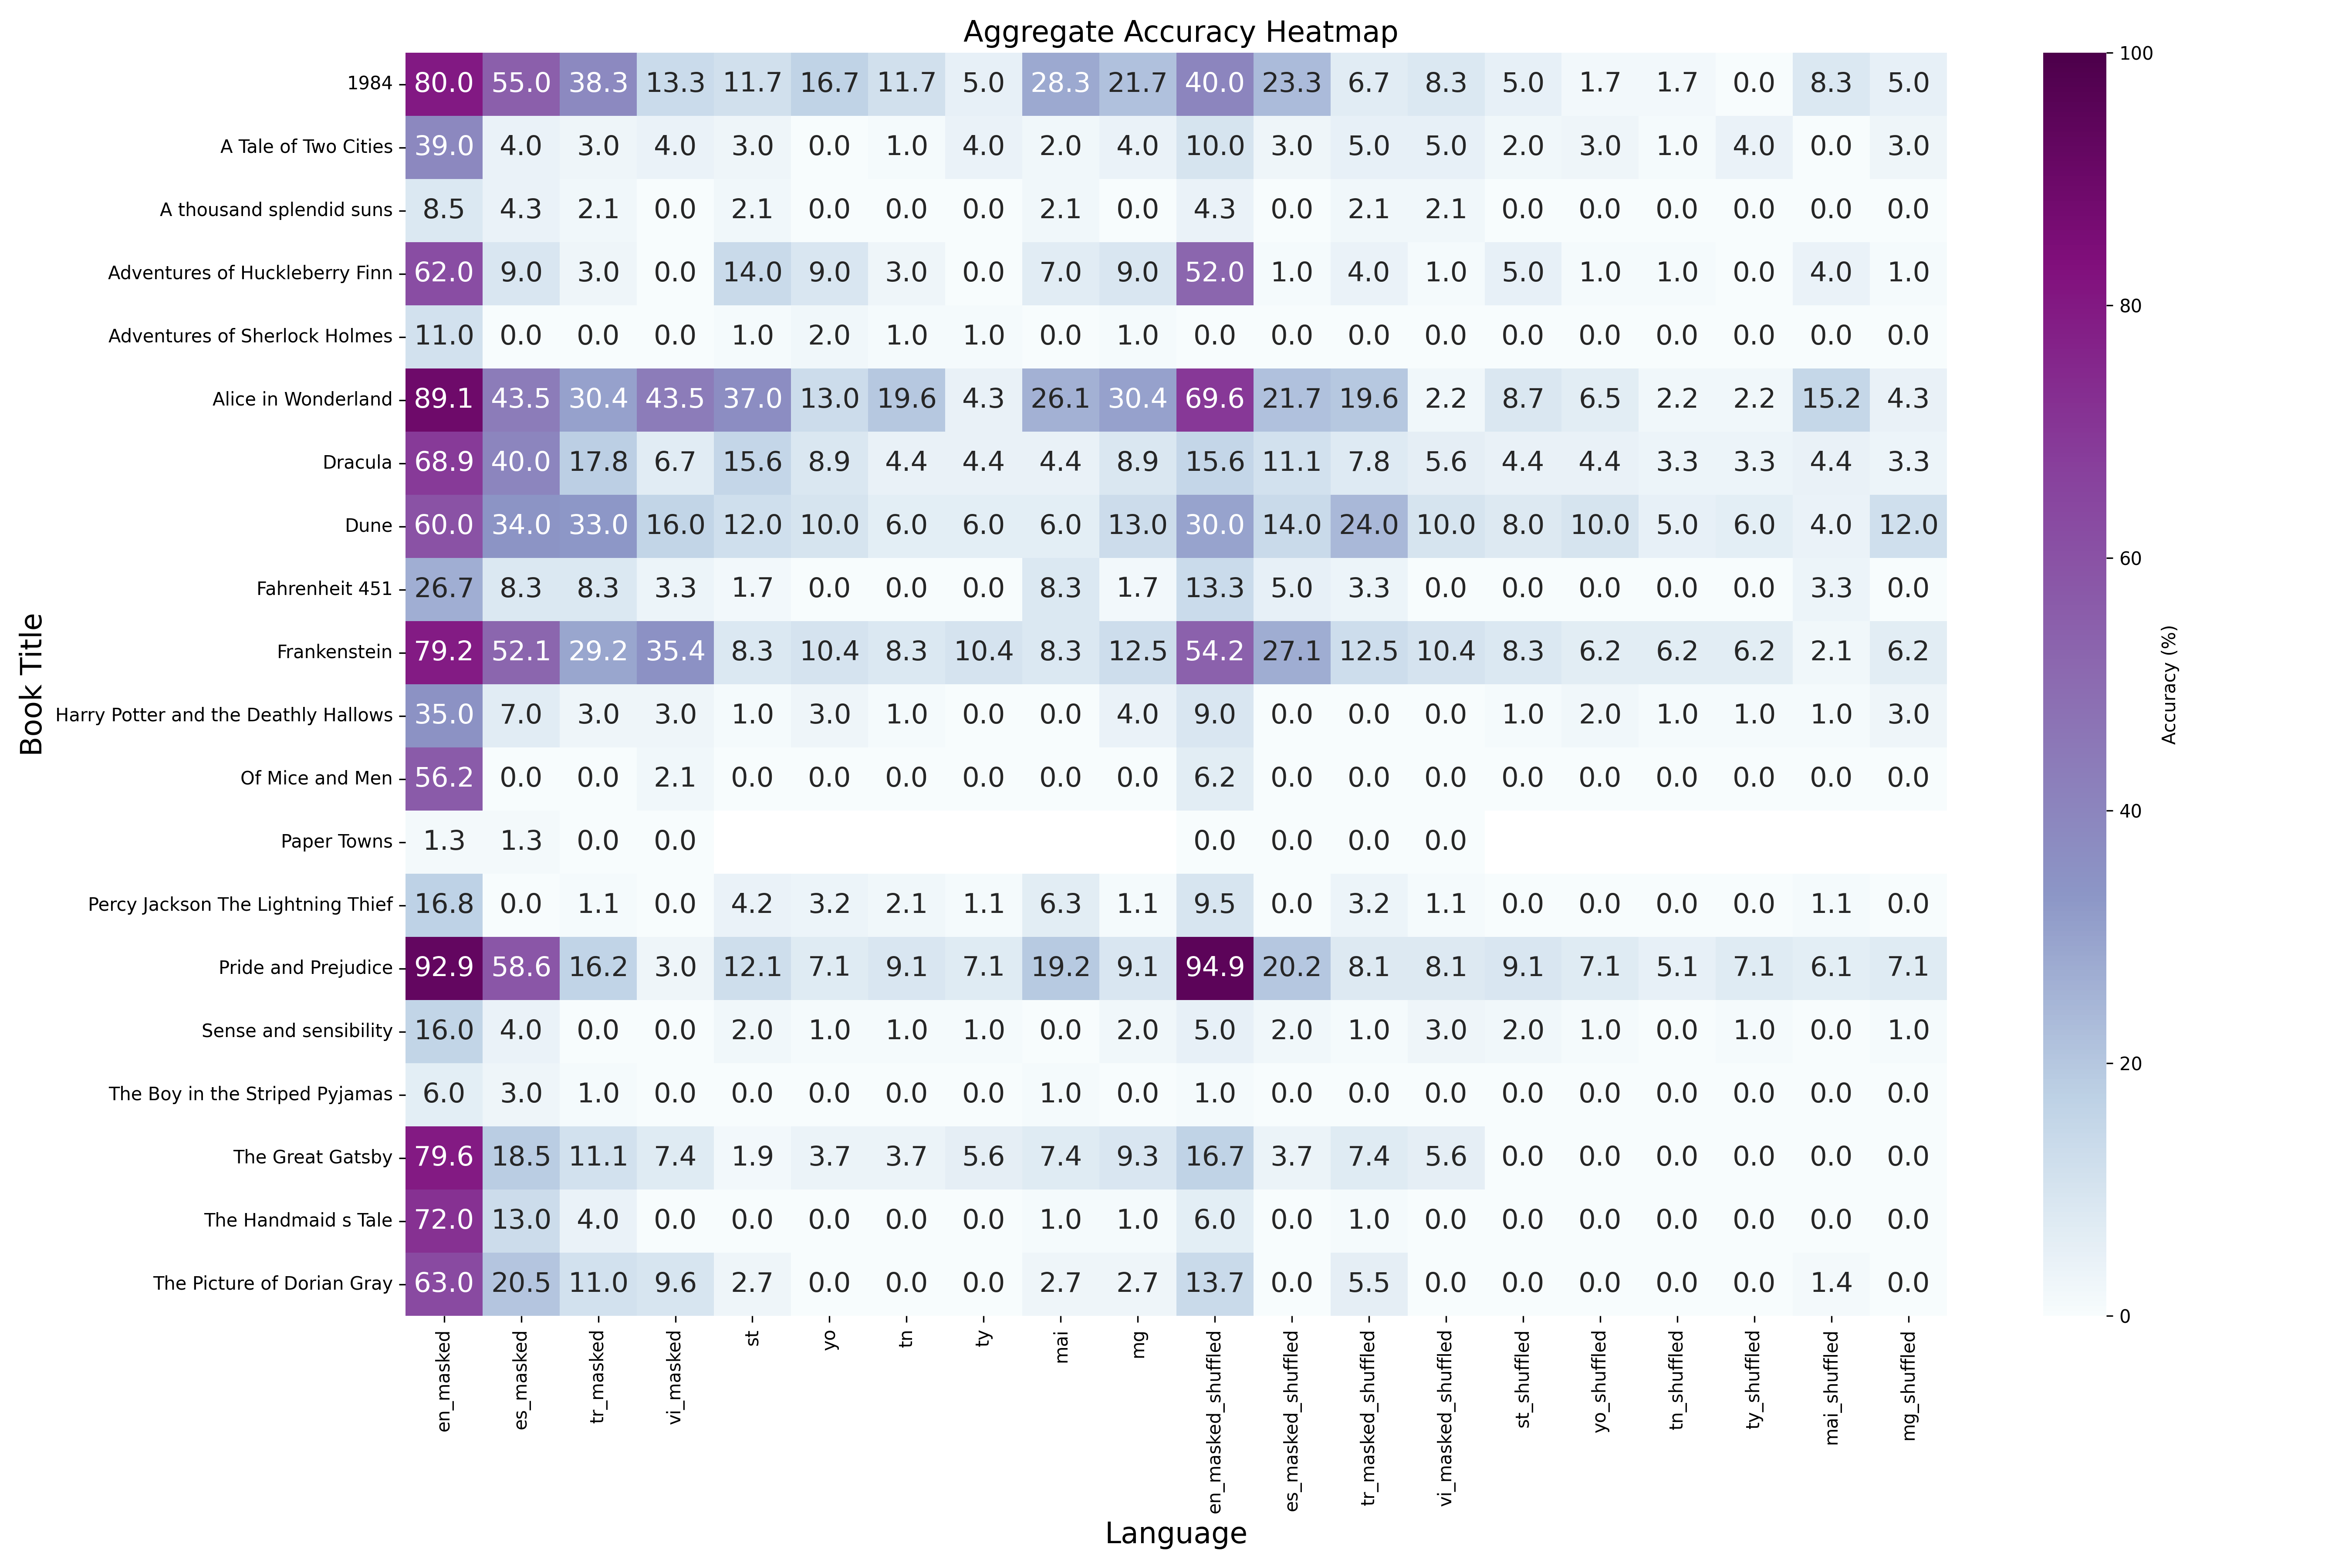 Aggregate Accuracy Heatmap
1984 80.0 55.0 38.3 13.3 11.7 16.7 11.7 5.0 28.3 21.7 40.0 23.3 6.7 8.3 5.0 1.7 1.7 0.0 8.3 5.0
A Tale of Two Cities 39.0 4.0 3.0 4.0 3.0 0.0 1.0 4.0 2.0 4.0 10.0 3.0 5.0 5.0 2.0 3.0 1.0 4.0 0.0 3.0
A thousand splendid suns 8.5 4.3 2.1 0.0 2.1 0.0 0.0 0.0 2.1 0.0 4.3 0.0 2.1 2.1 0.0 0.0 0.0 0.0 0.0 0.0
Adventures of Huckleberry Finn 62.0 9.0 3.0 0.0 14.0 9.0 3.0 0.0 7.0 9.0 52.0 1.0 4.0 1.0 5.0 1.0 1.0 0.0 4.0 1.0
Adventures of Sherlock Holmes 11.0 0.0 0.0 0.0 1.0 2.0 1.0 1.0 0.0 1.0 0.0 0.0 0.0 0.0 0.0 0.0 0.0 0.0 0.0 0.0
Alice in Wonderland 89.1 43.5 30.4 43.5 37.0 13.0 19.6 4.3 26.1 30.4 69.6 21.7 19.6 2.2 8.7 6.5 2.2 2.2 15.2 4.3
Dracula 68.9 40.0 17.8 6.7 15.6 8.9 4.4 4.4 4.4 8.9 15.6 11.1 7.8 5.6 4.4 4.4 3.3 3.3 4.4 3.3
Dune 60.0 34.0 33.0 16.0 12.0 10.0 6.0 6.0 6.0 13.0 30.0 14.0 24.0 10.0 8.0 10.0 5.0 6.0 4.0 12.0
Fahrenheit 451 26.7 8.3 8.3 3.3 1.7 0.0 0.0 0.0 8.3 1.7 13.3 5.0 3.3 0.0 0.0 0.0 0.0 0.0 3.3 0.0
Frankenstein 79.2 52.1 29.2 35.4 8.3 10.4 8.3 10.4 8.3 12.5 54.2 27.1 12.5 10.4 8.3 6.2 6.2 6.2 2.1 6.2
Harry Potter and the Deathly Hallows 35.0 7.0 3.0 3.0 1.0 3.0 1.0 0.0 0.0 4.0 9.0 0.0 0.0 0.0 1.0 2.0 1.0 1.0 1.0 3.0
Of Mice and Men 56.2 0.0 0.0 2.1 0.0 0.0 0.0 0.0 0.0 0.0 6.2 0.0 0.0 0.0 0.0 0.0 0.0 0.0 0.0 0.0
Paper Towns 1.3 1.3 0.0 0.0 0.0 0.0 0.0 0.0
Percy Jackson The Lightning Thief 16.8 0.0 1.1 0.0 4.2 3.2 2.1 1.1 6.3 1.1 9.5 0.0 3.2 1.1 0.0 0.0 0.0 0.0 1.1 0.0
Pride and Prejudice 92.9 58.6 16.2 3.0 12.1 7.1 9.1 7.1 19.2 9.1 94.9 20.2 8.1 8.1 9.1 7.1 5.1 7.1 6.1 7.1
Sense and sensibility 16.0 4.0 0.0 0.0 2.0 1.0 1.0 1.0 0.0 2.0 5.0 2.0 1.0 3.0 2.0 1.0 0.0 1.0 0.0 1.0
The Boy in the Striped Pyjamas 6.0 3.0 1.0 0.0 0.0 0.0 0.0 0.0 1.0 0.0 1.0 0.0 0.0 0.0 0.0 0.0 0.0 0.0 0.0 0.0
The Great Gatsby 79.6 18.5 11.1 7.4 1.9 3.7 3.7 5.6 7.4 9.3 16.7 3.7 7.4 5.6 0.0 0.0 0.0 0.0 0.0 0.0
The Handmaid s Tale 72.0 13.0 4.0 0.0 0.0 0.0 0.0 0.0 1.0 1.0 6.0 0.0 1.0 0.0 0.0 0.0 0.0 0.0 0.0 0.0
The Picture of Dorian Gray 63.0 20.5 11.0 9.6 2.7 0.0 0.0 0.0 2.7 2.7 13.7 0.0 5.5 0.0 0.0 0.0 0.0 0.0 1.4 0.0
en_masked es_masked tr_masked vi_masked st yo tn ty mai mg en_masked_shuffled es_masked_shuffled tr_masked_shuffled vi_masked_shuffled st_shuffled yo_shuffled tn_shuffled ty_shuffled mai_shuffled mg_shuffled
Language
Book Title
100
80
60
40
20
0
Accuracy (%)